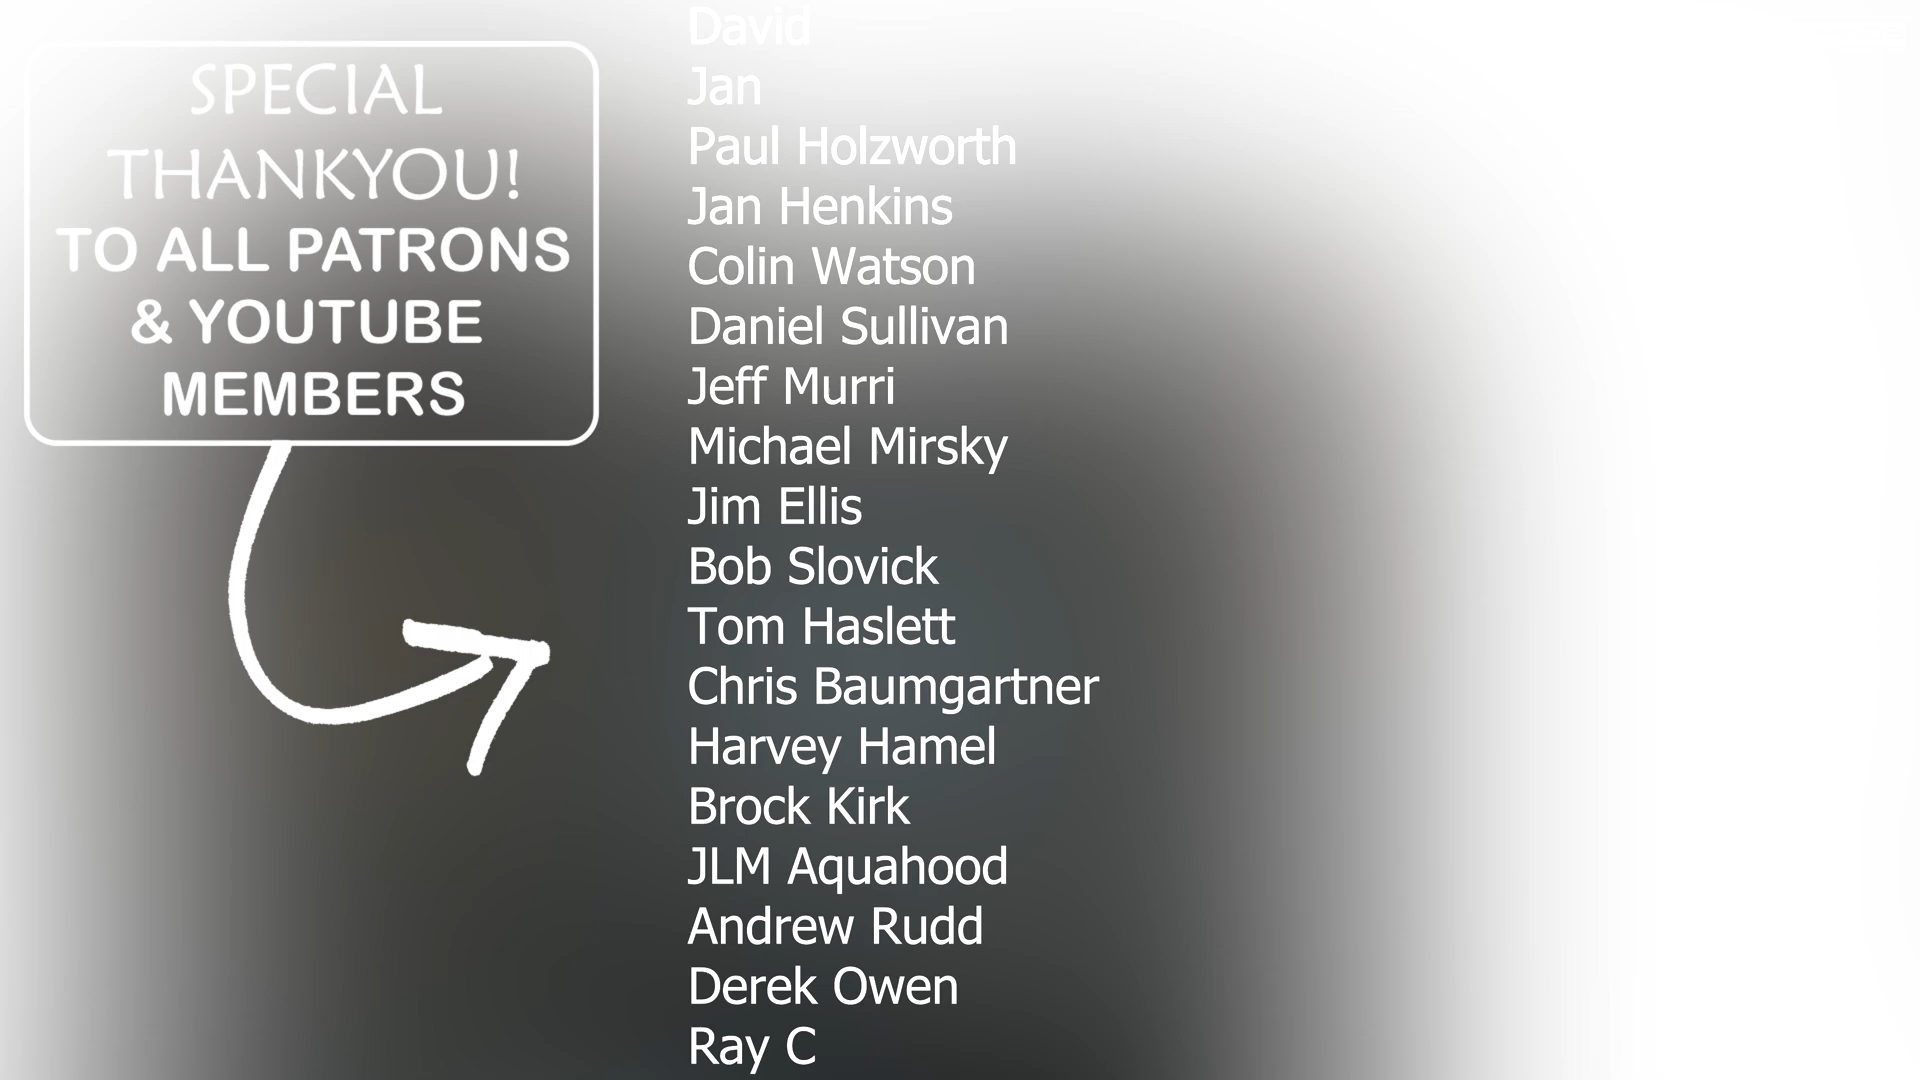 SPECIAL
THANKYOU!
TO ALL PATRONS
& YOUTUBE
MEMBERS
David
Jan
Paul Holzworth
Jan Henkins
Colin Watson
Daniel Sullivan
Jeff Murri
Michael Mirsky
Jim Ellis
Bob Slovick
Tom Haslett
Chris Baumgartner
Harvey Hamel
Brock Kirk
JLM Aquahood
Andrew Rudd
Derek Owen
Ray C